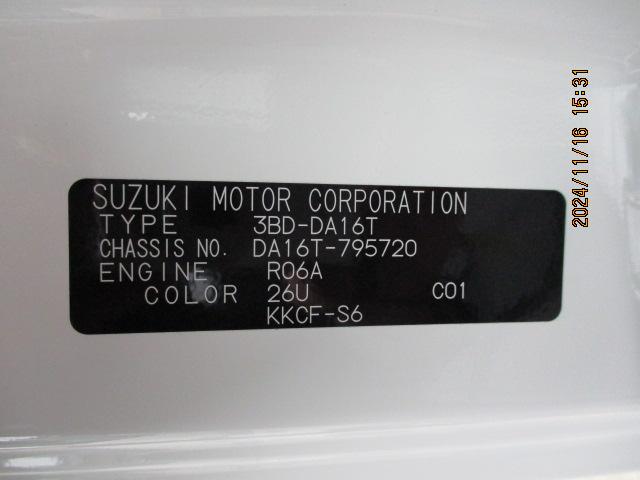 SUZUKI MOTOR CORPORATION
TYPE 3BD-DA16T
CHASSIS NO. DA16T-795720
ENGINE R06A
COLOR 26U C01
KKCF-S6
2024/11/16 15:31